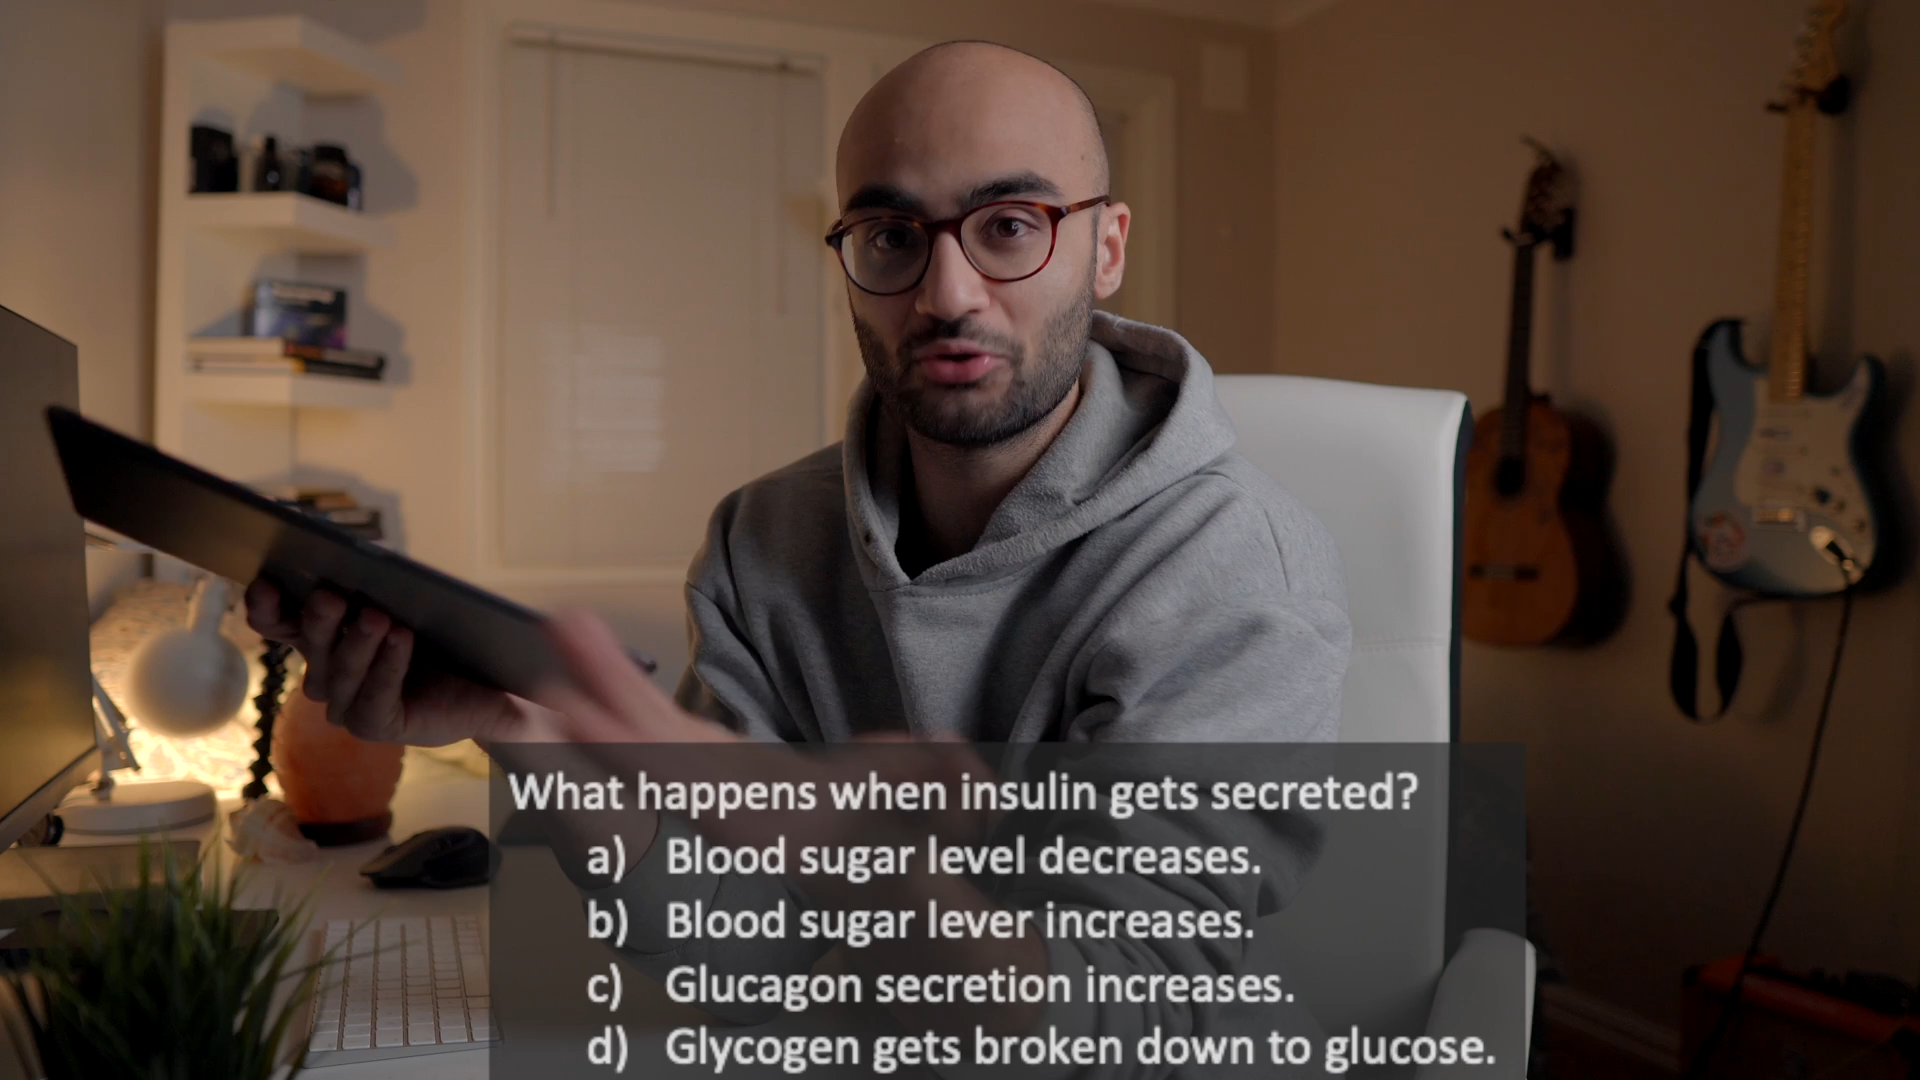 What happens when insulin gets secreted?
a) Blood sugar level decreases.
b) Blood sugar lever increases.
c) Glucagon secretion increases.
d) Glycogen gets broken down to glucose.